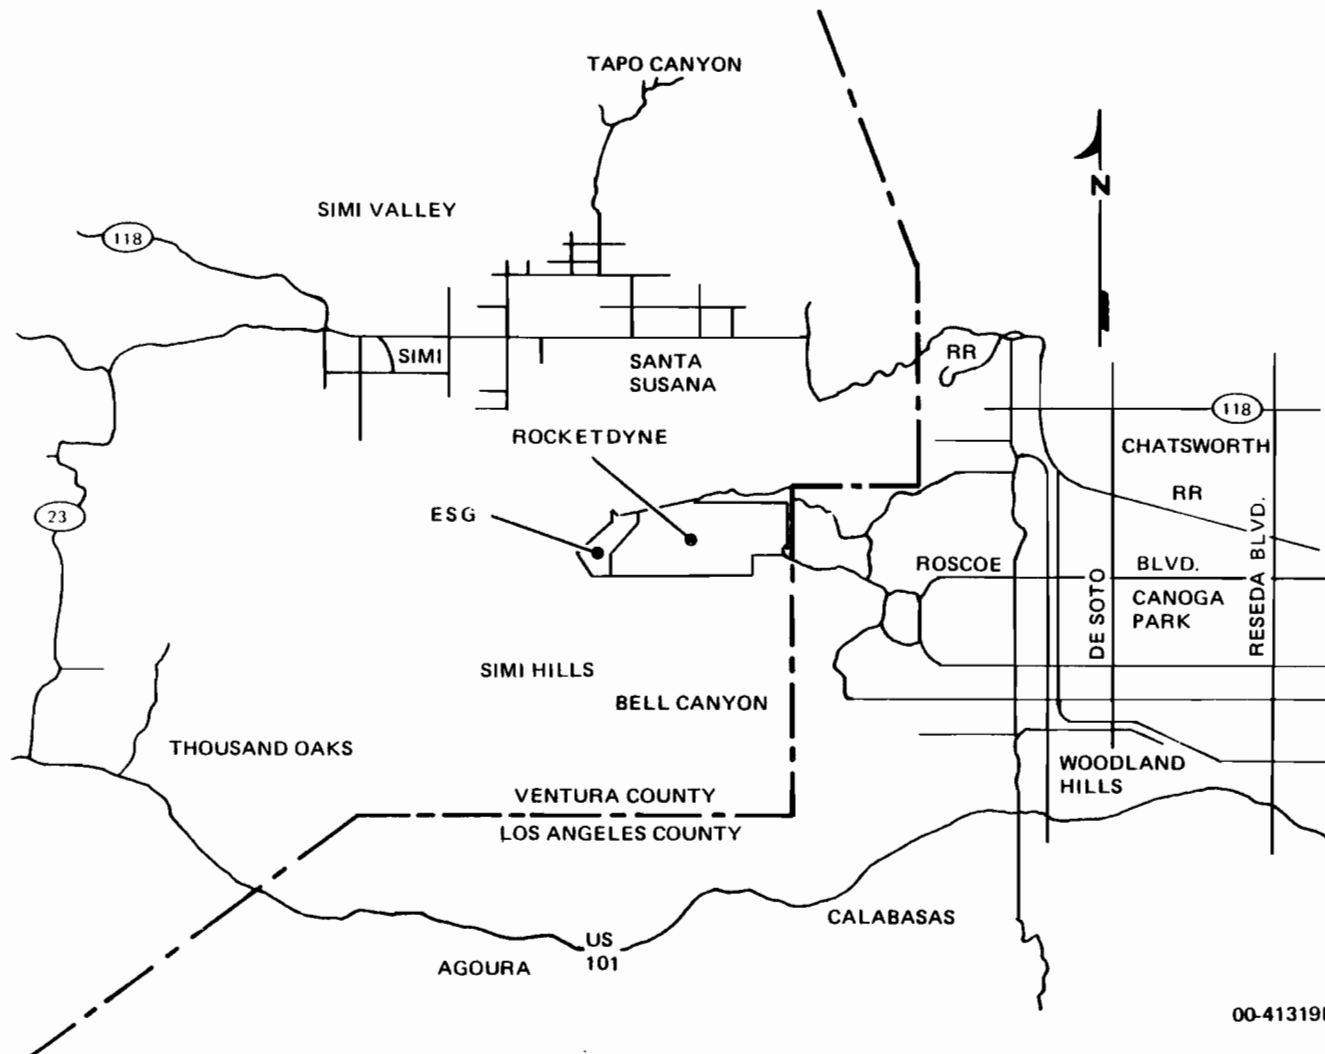 TAPO CANYON
N
SIMI VALLEY
118
SIMI
SANTA
SUSANA
RR
118
CHATSWORTH
ROCKETDYNE
RR
ESG
23
ROSCOE
BLVD.
DE SOTO
CANOGA
PARK
RESEDA BLVD.
SIMI HILLS
BELL CANYON
THOUSAND OAKS
WOODLAND
HILLS
VENTURA COUNTY
LOS ANGELES COUNTY
CALABASAS
US
101
AGOURA
00-41319